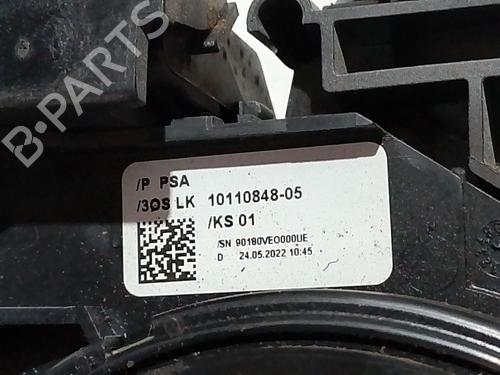 B-PARTS
/P PSA
/3OS LK 10110848-05
/KS 01
/SN 90180VEO000UE
D 24.05.2022 10:45